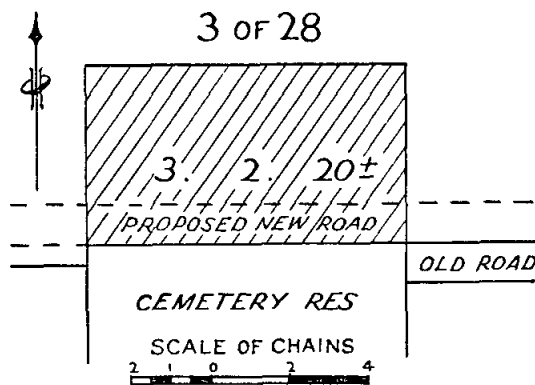 3 OF 28
3. 2. 20±
PROPOSED NEW ROAD
OLD ROAD
CEMETERY RES
SCALE OF CHAINS
2 1 0 2 4